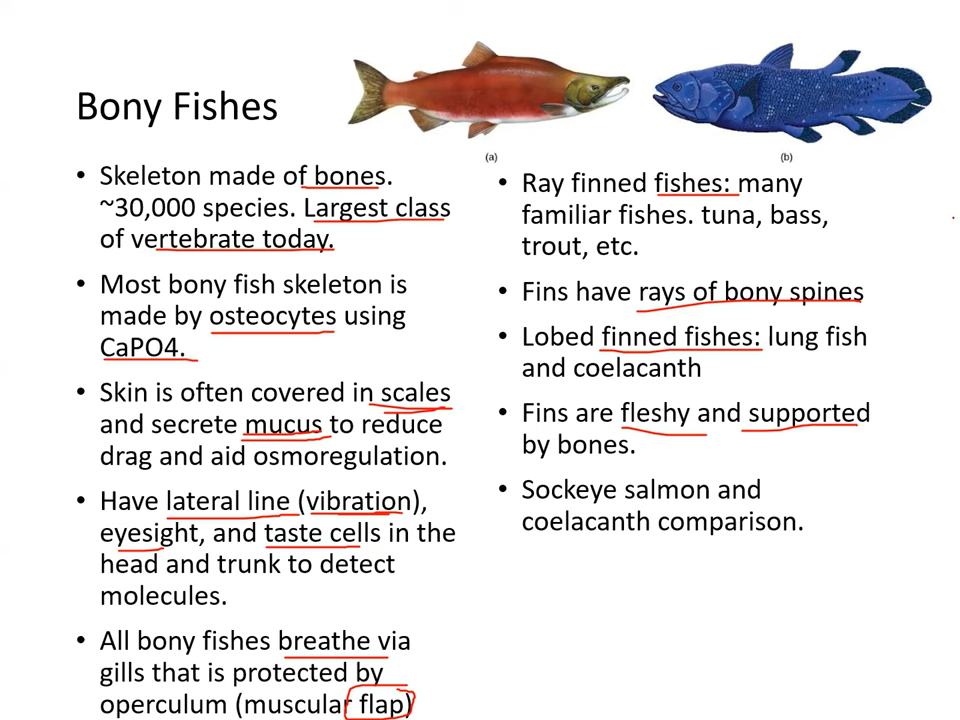 Bony Fishes
(a)
(b)
• Skeleton made of bones.
~30,000 species. Largest class
of vertebrate today.
• Most bony fish skeleton is
made by osteocytes using
CaPO4.
• Skin is often covered in scales
and secrete mucus to reduce
drag and aid osmoregulation.
• Have lateral line (vibration),
eyesight, and taste cells in the
head and trunk to detect
molecules.
• All bony fishes breathe via
gills that is protected by
operculum (muscular flap)
• Ray finned fishes: many
familiar fishes. tuna, bass,
trout, etc.
• Fins have rays of bony spines
• Lobed finned fishes: lung fish
and coelacanth
• Fins are fleshy and supported
by bones.
• Sockeye salmon and
coelacanth comparison.